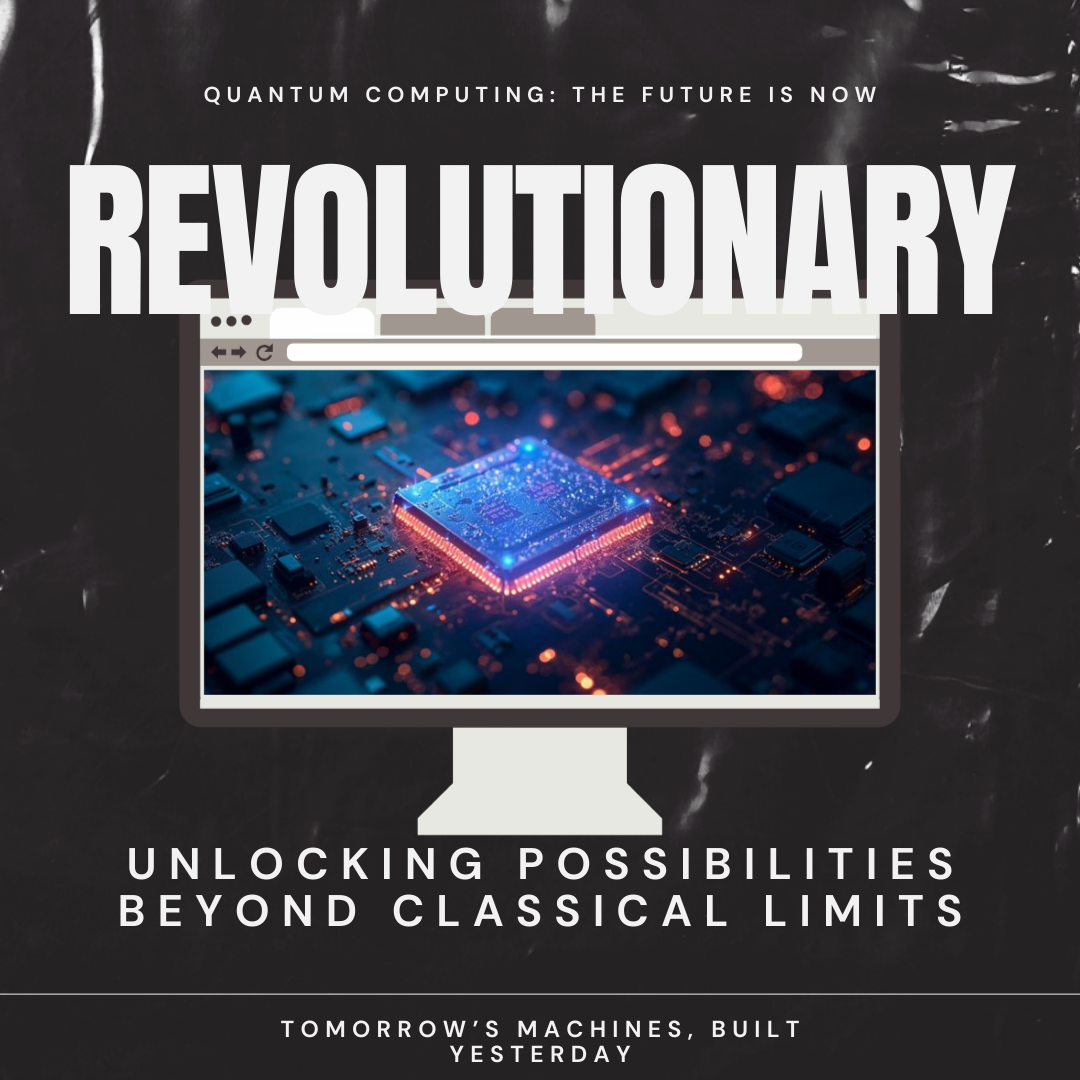 QUANTUM COMPUTING: THE FUTURE IS NOW
REVOLUTIONARY
UNLOCKING POSSIBILITIES
BEYOND CLASSICAL LIMITS
TOMORROW’S MACHINES, BUILT
YESTERDAY